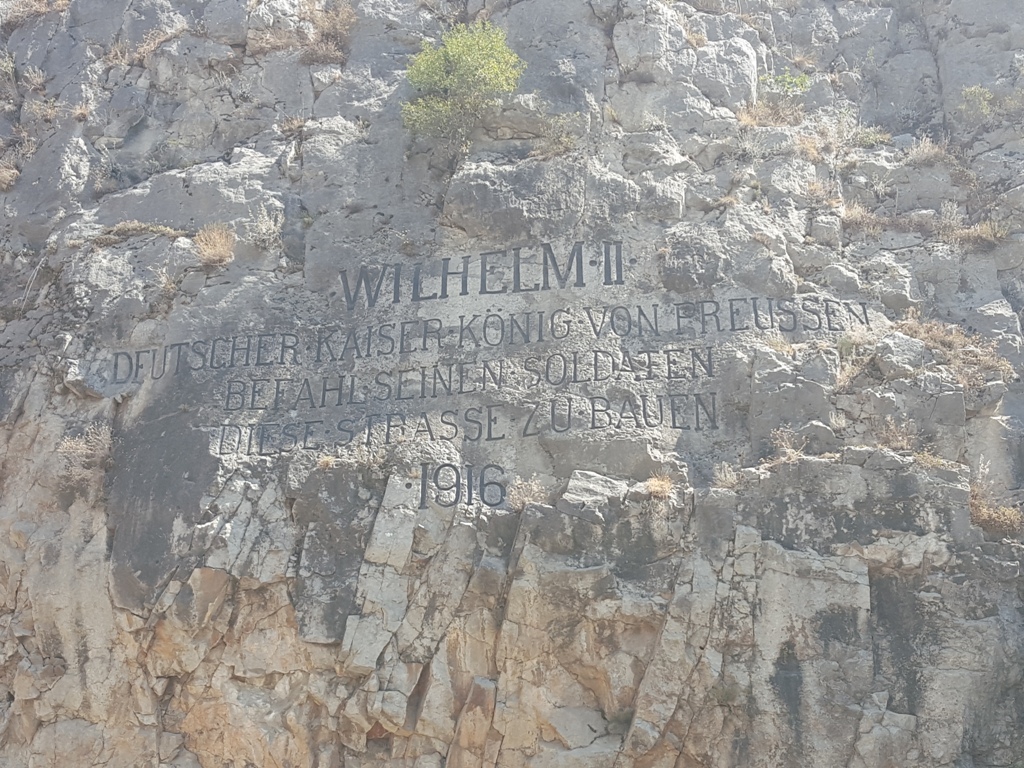 WILHELM·II·
DEUTSCHER KAISER·KÖNIG·VON PREUSSEN
BEFAHL·SEINEN·SOLDATEN
DIESE·STRASSE ZU BAUEN
·1916·